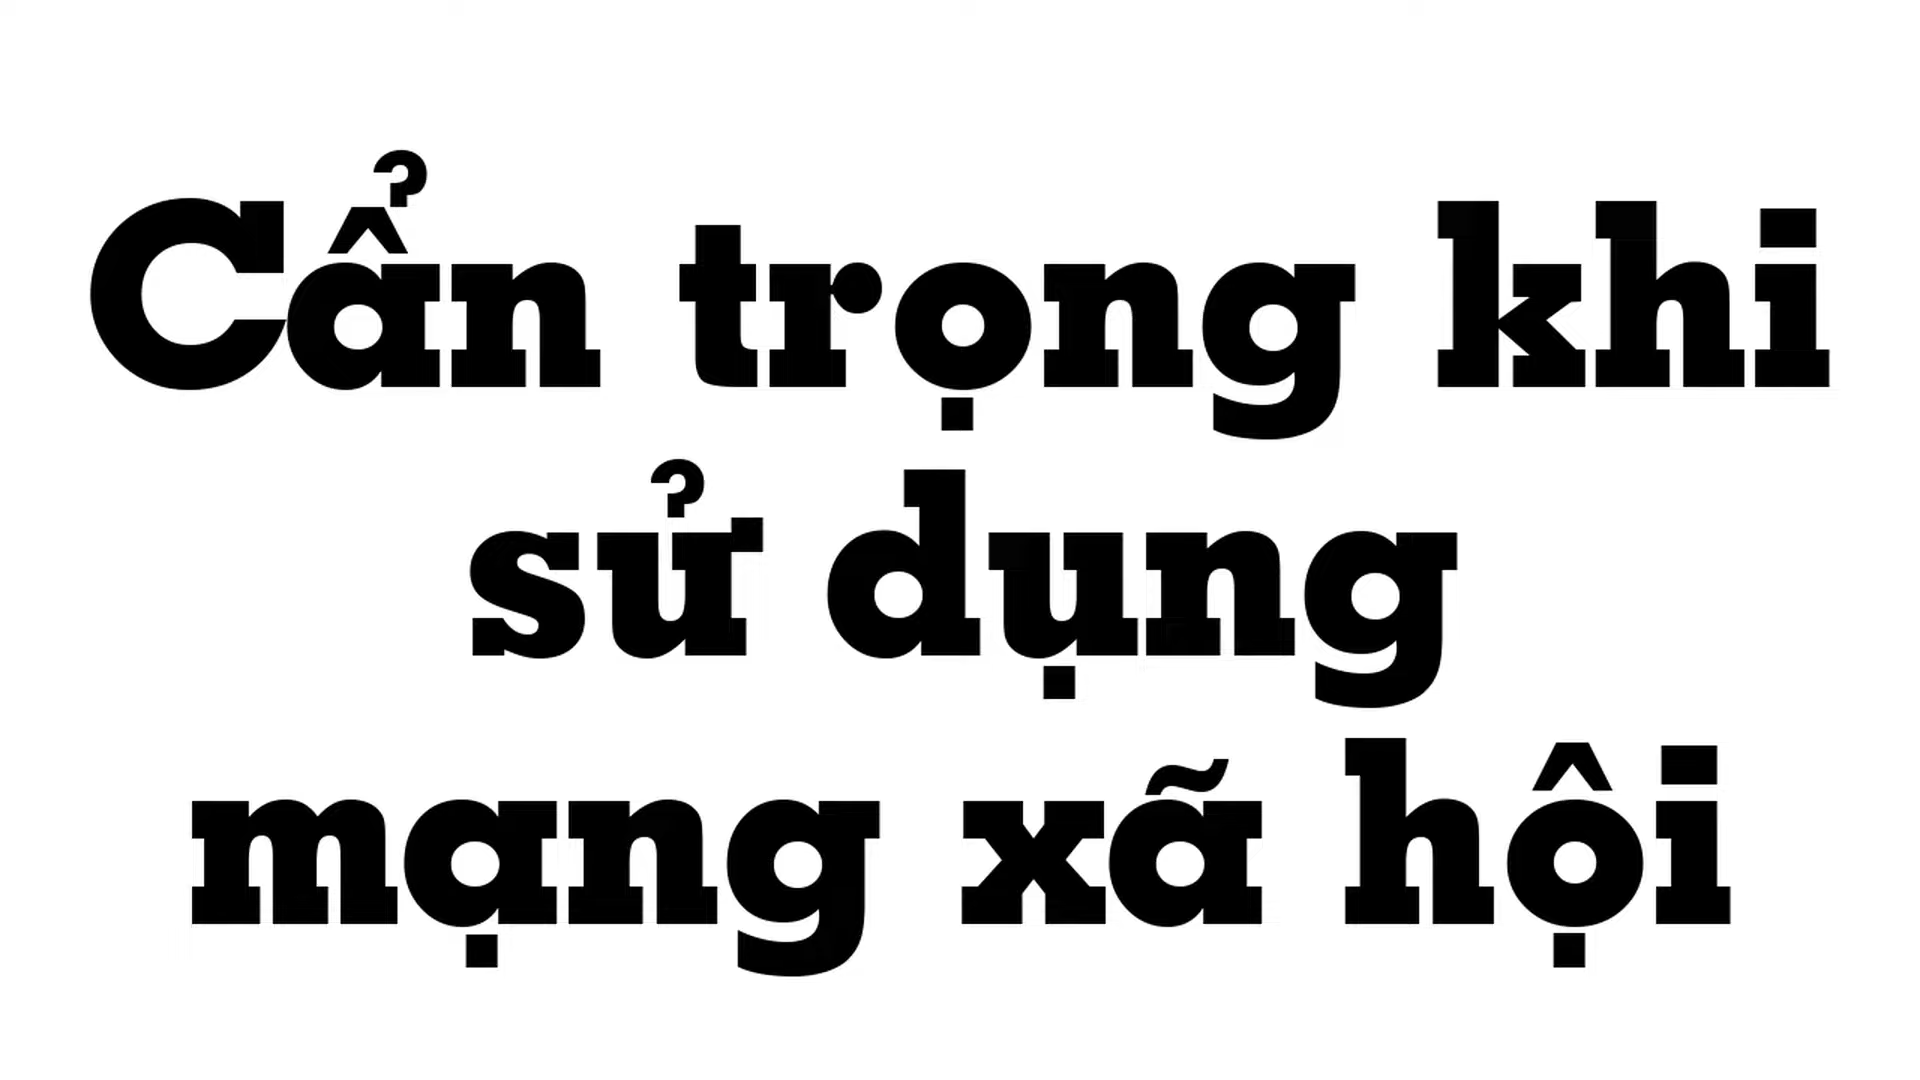 Cẩn trọng khi
sử dụng
mạng xã hội